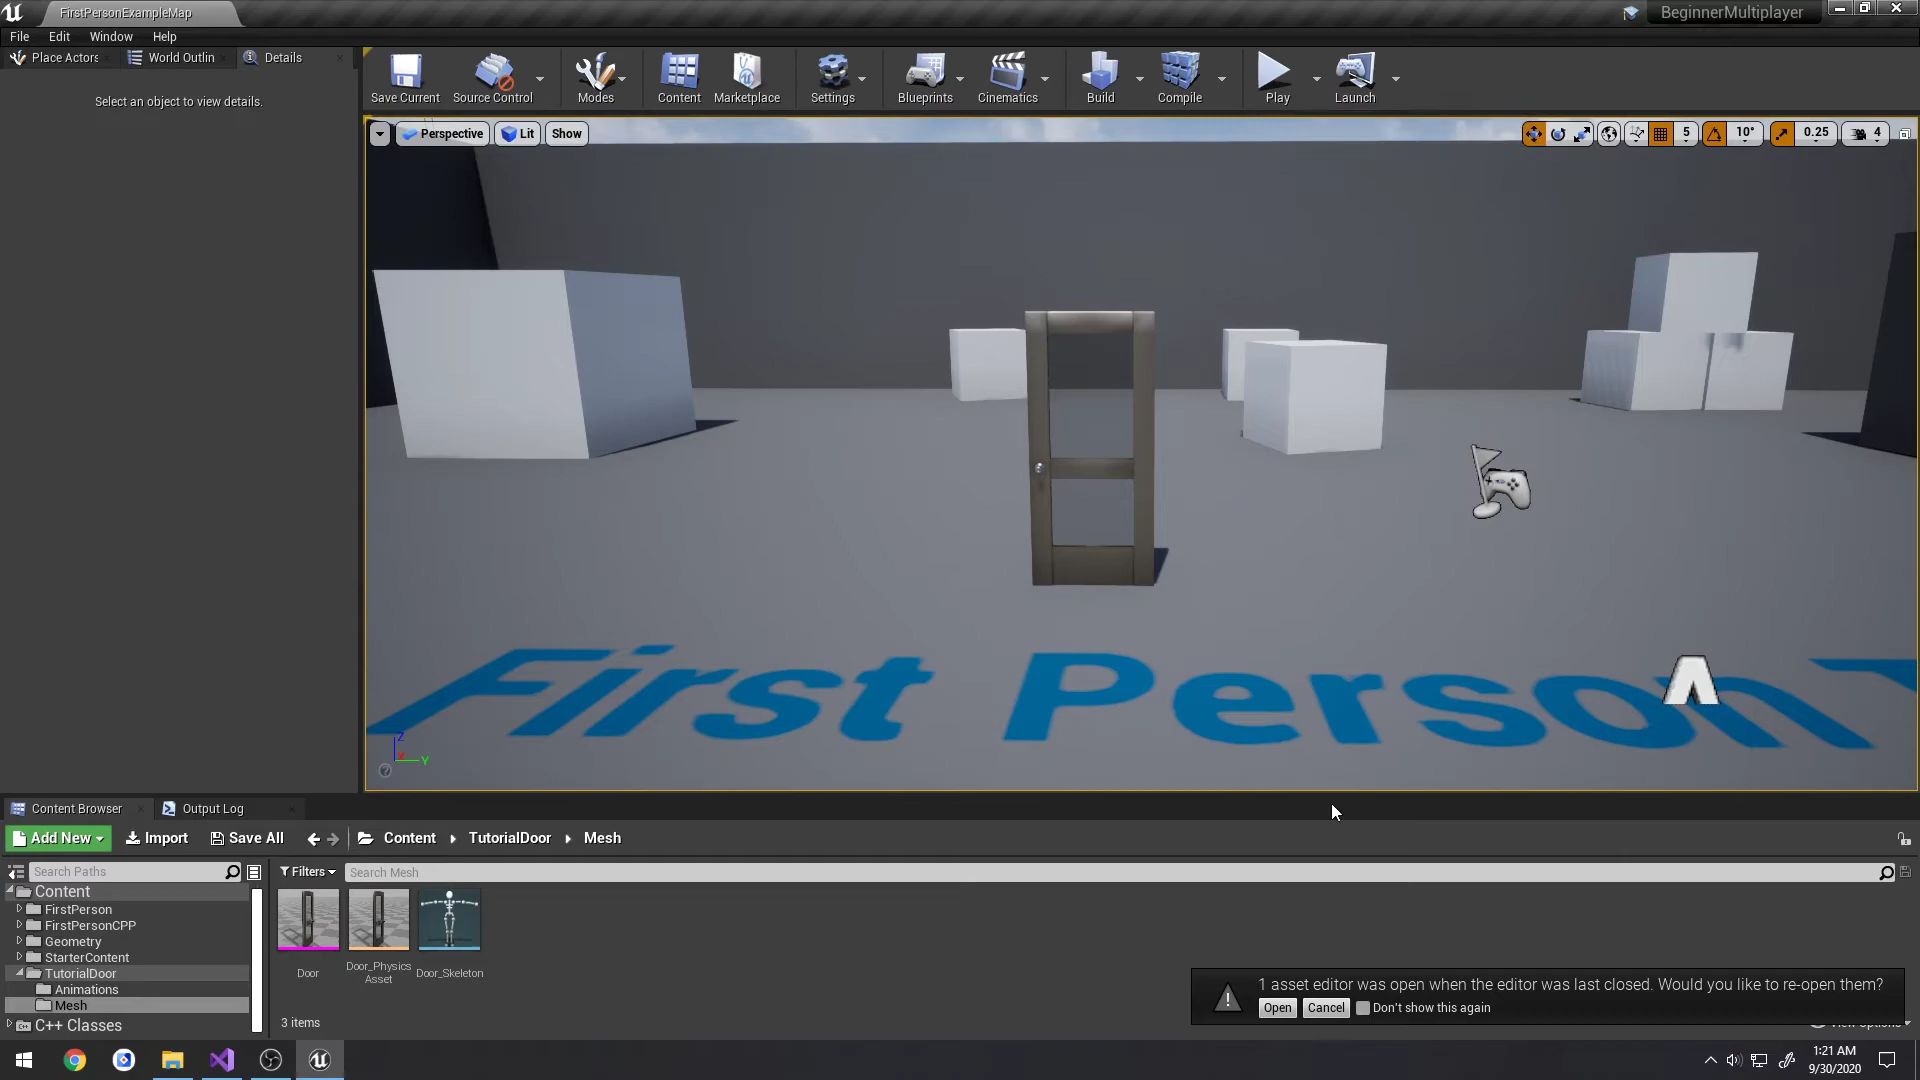 FirstPersonExampleMap
BeginnerMultiplayer
File Edit Window Help
Place Actors World Outlin Details
Select an object to view details.
Save Current Source Control Modes Content Marketplace Settings Blueprints Cinematics Build Compile Play Launch
Perspective Lit Show
5 10° 0.25 4
First Person
Z
X
Y
Content Browser Output Log
Add New Import Save All Content TutorialDoor Mesh
Search Paths
Filters Search Mesh
Content
FirstPerson
FirstPersonCPP
Geometry
StarterContent
TutorialDoor
Animations
Mesh
C++ Classes
Door
Door_Physics
Asset
Door_Skeleton
3 items
1 asset editor was open when the editor was last closed. Would you like to re-open them?
Open Cancel Don't show this again
View Options
1:21 AM
9/30/2020